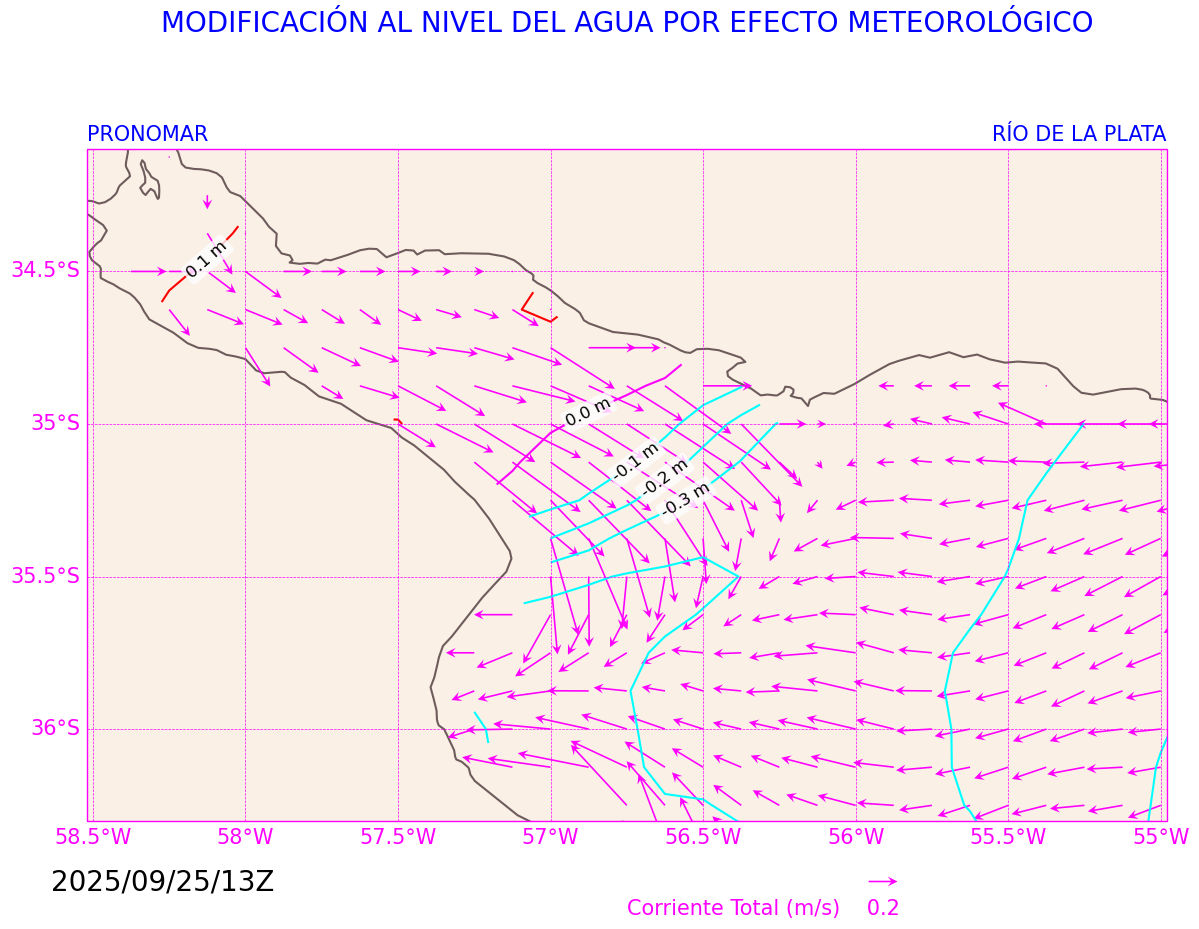 MODIFICACIÓN AL NIVEL DEL AGUA POR EFECTO METEOROLÓGICO
PRONOMAR
RÍO DE LA PLATA
0.1 m
34.5°S
0.0 m
35°S
-0.1 m
-0.2 m
-0.3 m
35.5°S
36°S
58.5°W
58°W
57.5°W
57°W
56.5°W
56°W
55.5°W
55°W
2025/09/25/13Z
Corriente Total (m/s)
0.2